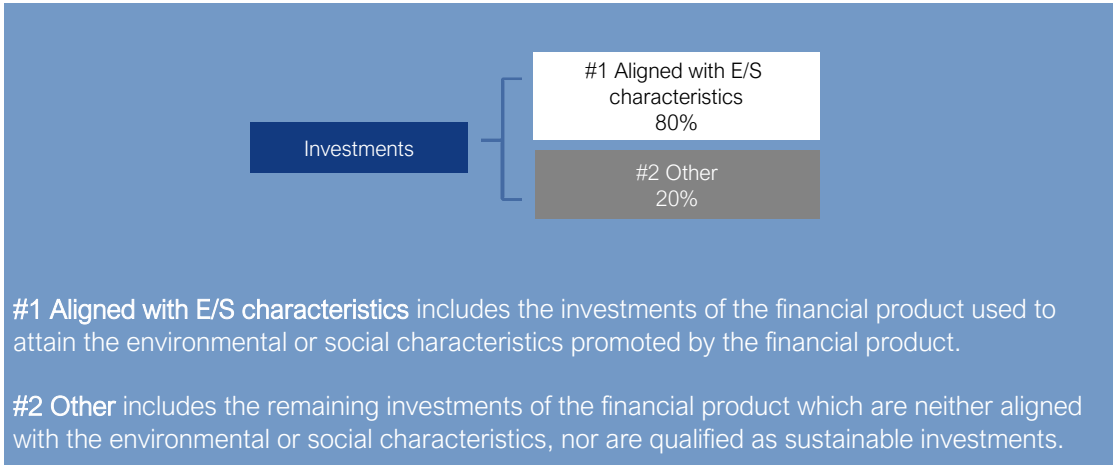 #1 Aligned with E/S
characteristics
80%
Investments
#2 Other
20%
#1 Aligned with E/S characteristics includes the investments of the financial product used to
attain the environmental or social characteristics promoted by the financial product.
#2 Other includes the remaining investments of the financial product which are neither aligned
with the environmental or social characteristics, nor are qualified as sustainable investments.